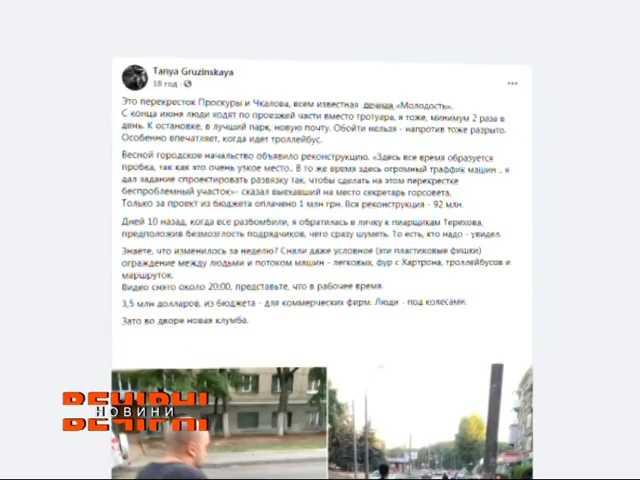 Tanya Gruzinskaya
18 год ·
Это перекресток Проскуры и Чкалова, всем известная дечная «Молодость».
С конца июня люди ходят по проезжей части вместо тротуара, я тоже, минимум 2 раза в
день. К остановке, в лучший парк, новую почту. Обойти нельзя - напротив тоже разрыто.
Особенно впечатляет, когда идет троллейбус.
Весной городское начальство объявило реконструкцию. «Здесь все время образуется
пробка, так как это очень узкое место.. В то же время здесь огромный траффик машин .. я
дал задание спроектировать развязку так, чтобы сделать на этом перекрестке
беспроблемный участок»- сказал выехавший на место секретарь горсовета.
Только за проект из бюджета оплачено 1 млн грн. Вся реконструкция - 92 млн.
Дней 10 назад, когда все разбомбили, я обратилась в личку к пиарщикам Терехова,
предположив безмозглость подрядчиков, чего сразу шуметь. То есть, кто надо - увидел.
Знаете, что изменилось за неделю? Сняли даже условное (эти пластиковые фишки)
ограждение между людьми и потоком машин - легковых, фур с Хартрона, троллейбусов и
маршруток.
Видео снято около 20:00, представьте, что в рабочее время.
3,5 млн долларов, из бюджета - для коммерческих фирм. Люди - под колесами.
Зато во дворе новая клумба.
ВЕЧІРНІ
НОВИНИ
ВЕЧІРНІ